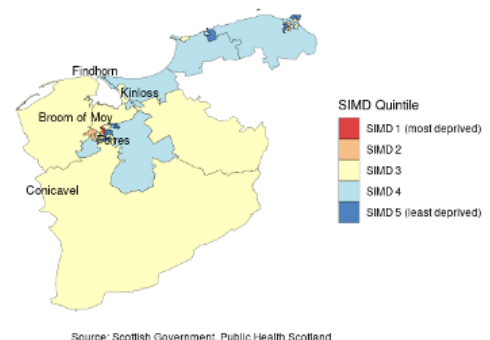 Findhorn
Kinloss
Broom of Moy
Forres
Conicavel
SIMD Quintile
SIMD 1 (most deprived)
SIMD 2
SIMD 3
SIMD 4
SIMD 5 (least deprived)
Source: Scottish Government, Public Health Scotland